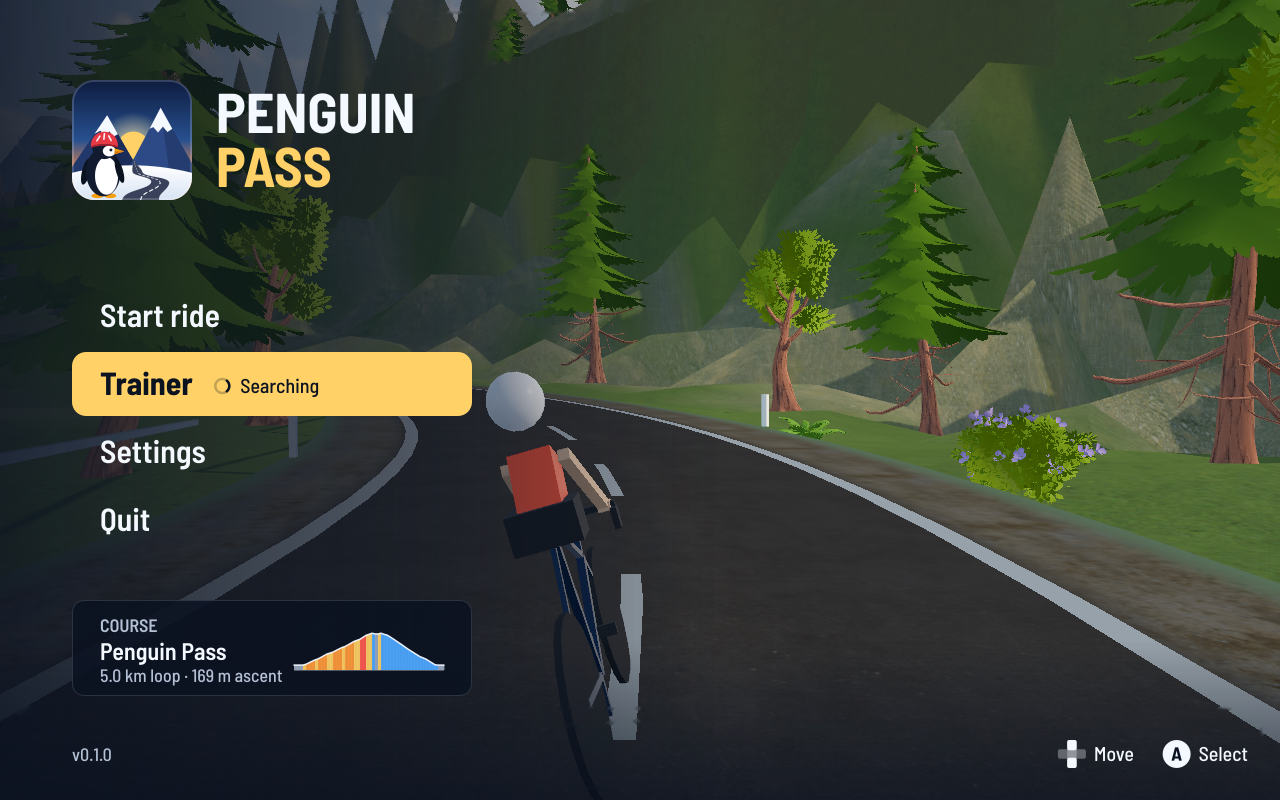 PENGUIN
PASS
Start ride
Trainer Searching
Settings
Quit
COURSE
Penguin Pass
5.0 km loop · 169 m ascent
v0.1.0
Move A Select